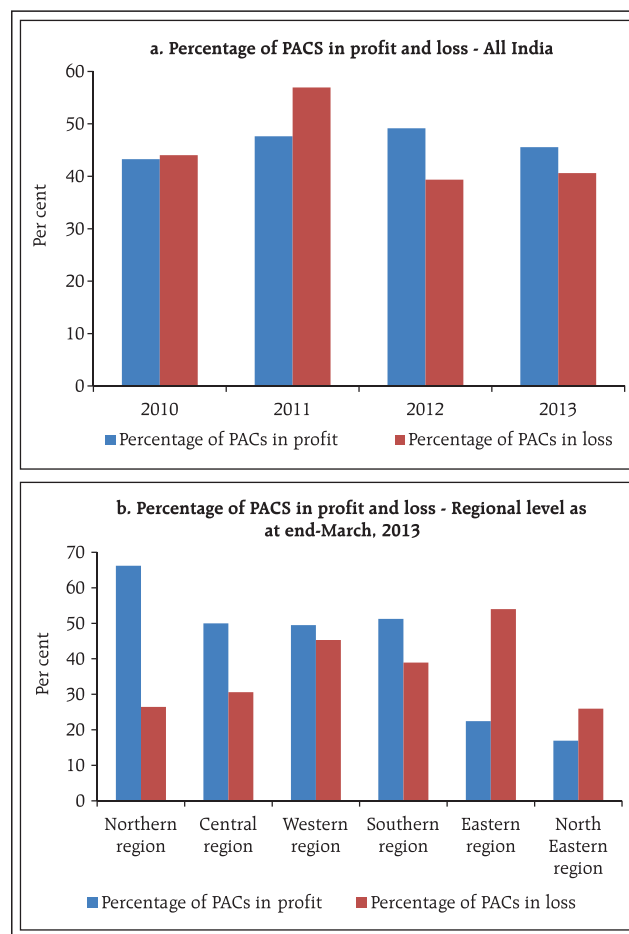 a. Percentage of PACS in profit and loss - All India
60
50
40
30
20
10
0
Per cent
2010 2011 2012 2013
Percentage of PACs in profit Percentage of PACs in loss
b. Percentage of PACS in profit and loss - Regional level as
at end-March, 2013
70
60
50
40
30
20
10
0
Per cent
Northern Central Western Southern Eastern North
region region region region region Eastern
region
Percentage of PACs in profit Percentage of PACs in loss